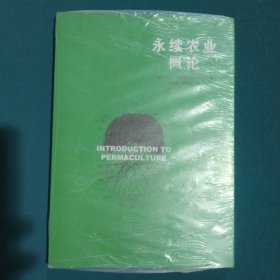 永续农业
概论
INTRODUCTION TO
PERMACULTURE